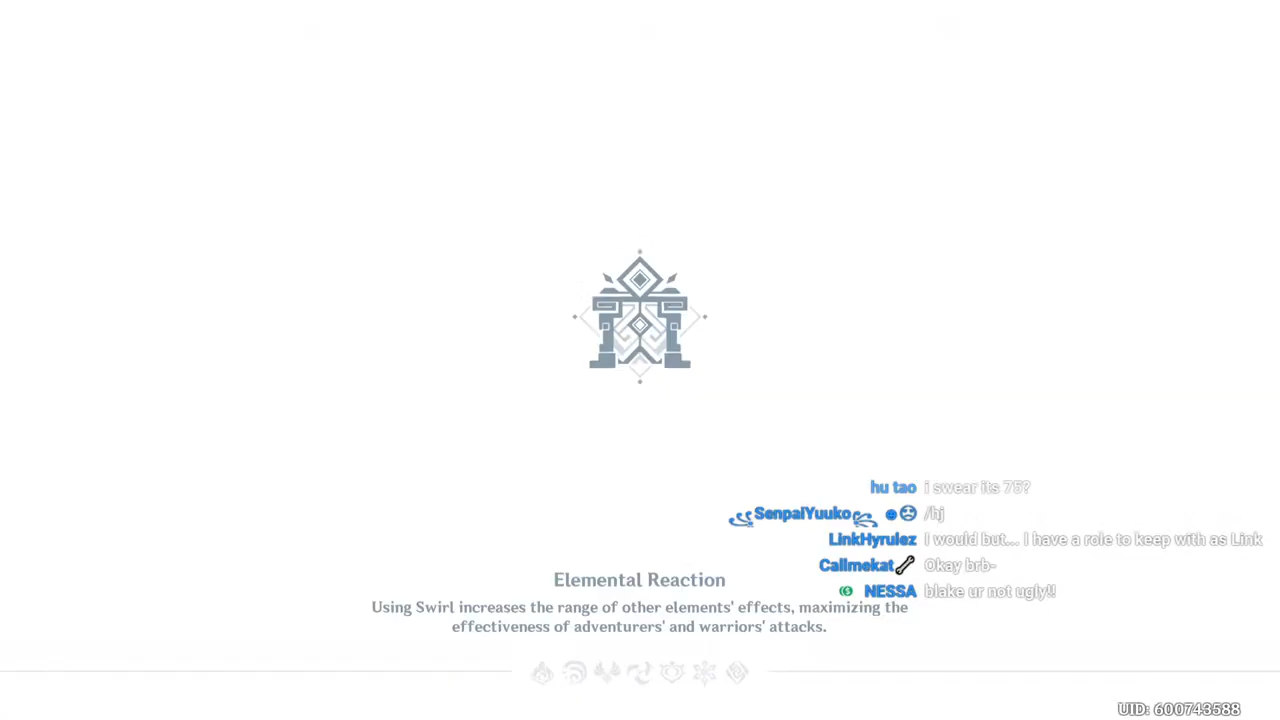 hu tao i swear its 75?
SenpaiYuuko /hj
LinkHyrulez I would but... I have a role to keep with as Link
Callmekat Okay brb-
NESSA blake ur not ugly!!
Elemental Reaction
Using Swirl increases the range of other elements' effects, maximizing the
effectiveness of adventurers' and warriors' attacks.
UID: 600743588